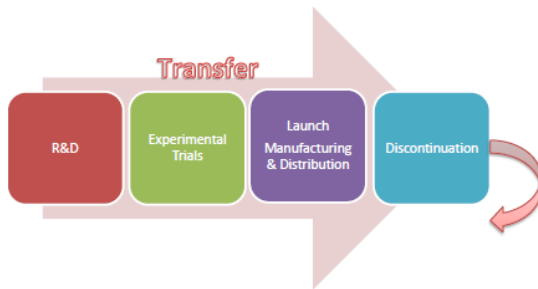 Transfer
R&D
Experimental
Trials
Launch
Manufacturing
& Distribution
Discontinuation